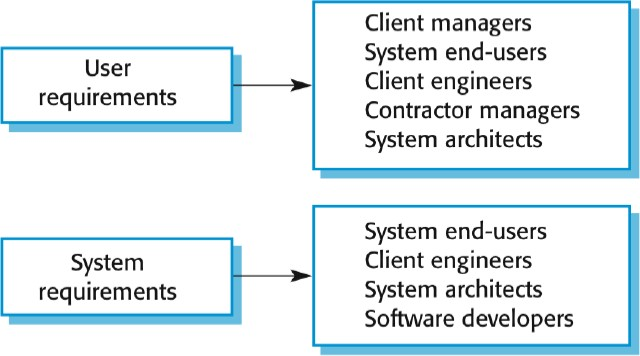 User
requirements
Client managers
System end-users
Client engineers
Contractor managers
System architects
System
requirements
System end-users
Client engineers
System architects
Software developers